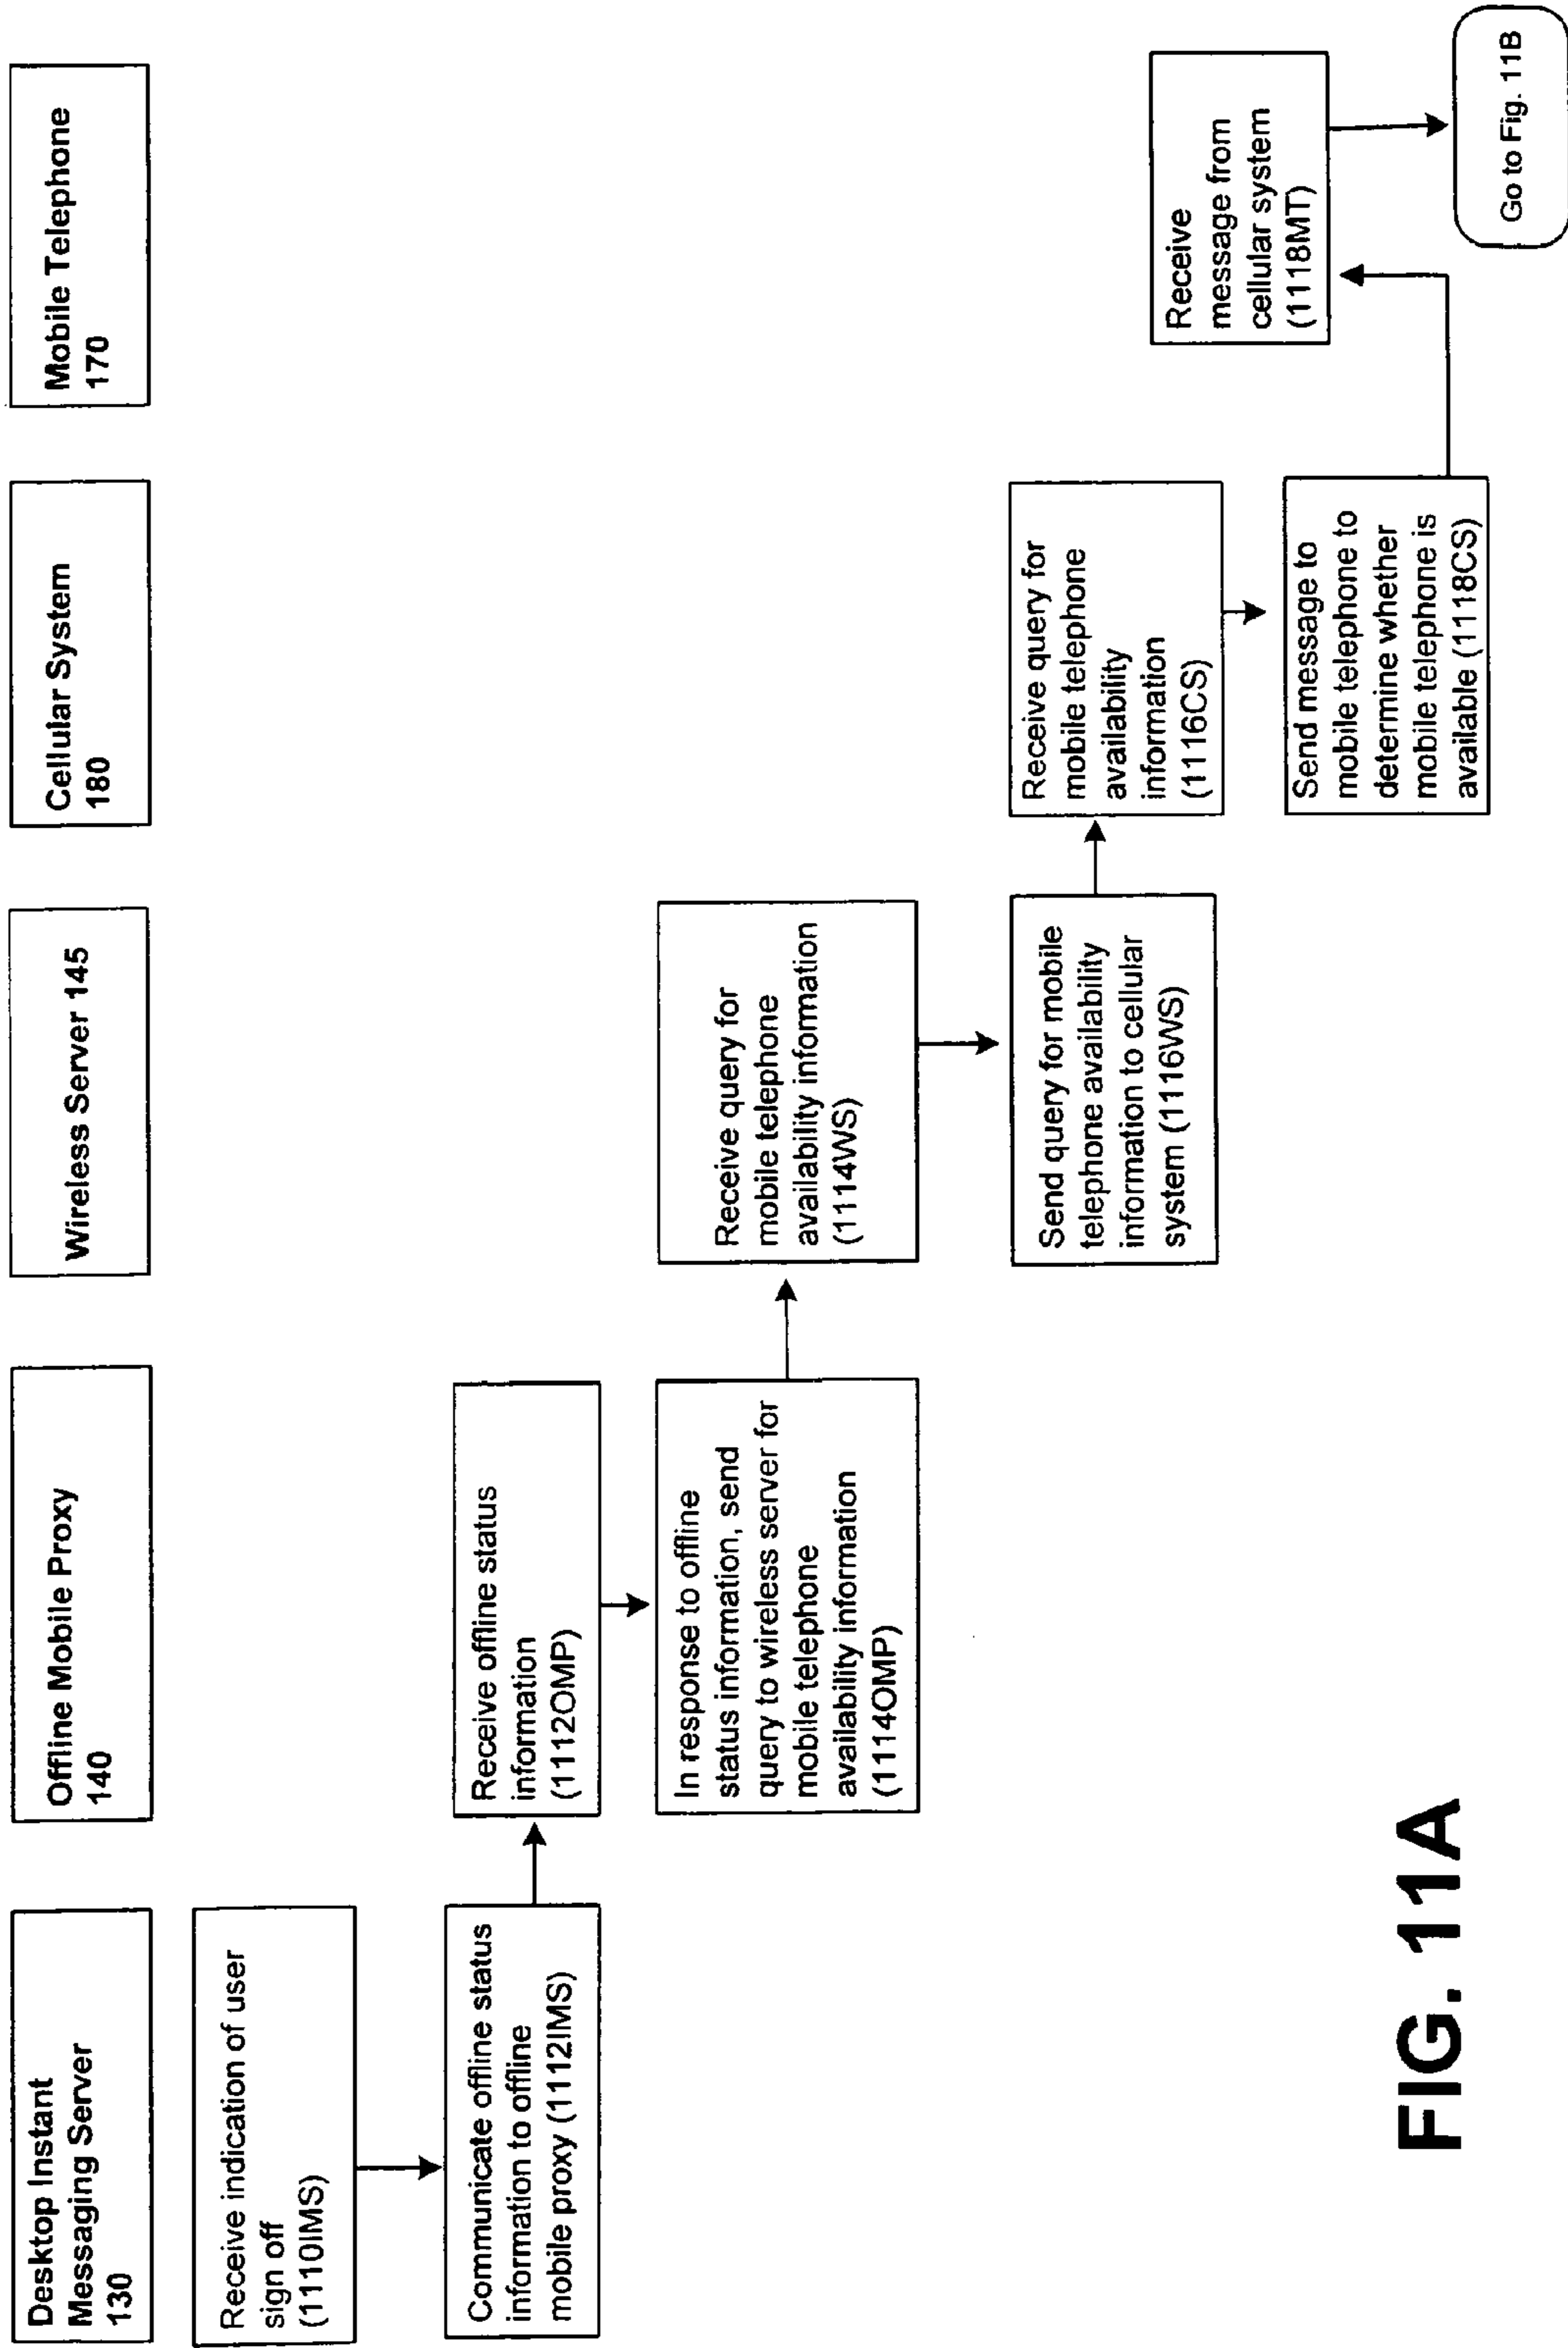 Desktop Instant
Messaging Server
130
Offline Mobile Proxy
140
Wireless Server 145
Cellular System
180
Mobile Telephone
170
Receive indication of user
sign off
(1110IMS)
Communicate offline status
information to offline
mobile proxy (1112IMS)
Receive offline status
information
(1112OMP)
In response to offline
status information, send
query to wireless server for
mobile telephone
availability information
(1114OMP)
Receive query for
mobile telephone
availability information
(1114WS)
Send query for mobile
telephone availability
information to cellular
system (1116WS)
Receive query for
mobile telephone
availability
information
(1116CS)
Send message to
mobile telephone to
determine whether
mobile telephone is
available (1118CS)
Receive
message from
cellular system
(1118MT)
Go to Fig. 11B
FIG. 11A